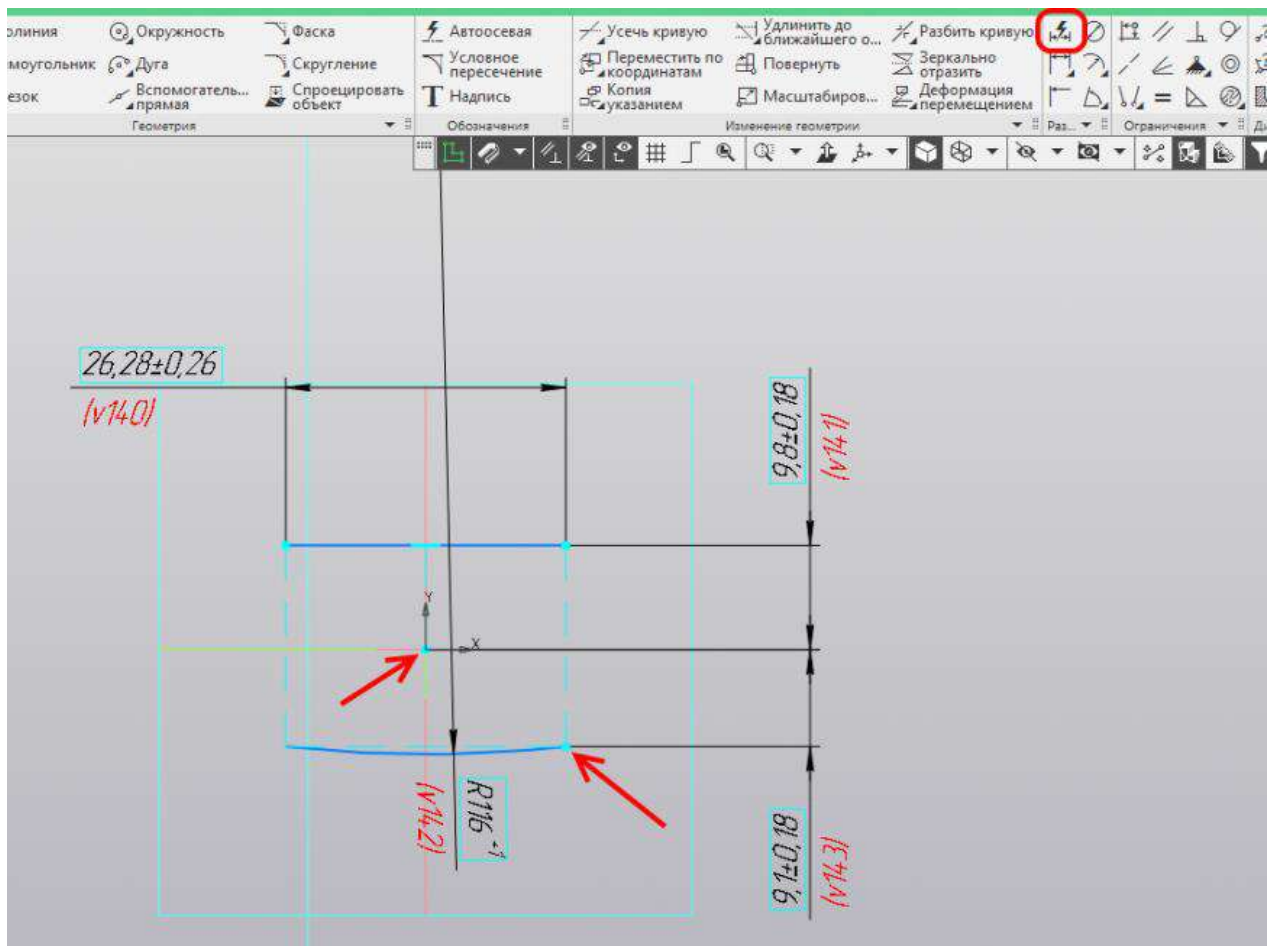 олиния
Окружность
Фаска
Автоосевая
Усечь кривую
Удлинить до
ближайшего о...
Разбить кривую
моугольник
Дуга
Скругление
Условное
пересечение
Переместить по
координатам
Повернуть
Зеркально
отразить
езок
Вспомогатель...
прямая
Спроецировать
объект
Надпись
Копия
указанием
Масштабиров...
Деформация
перемещением
Геометрия
Обозначения
Изменение геометрии
Раз...
Ограничения
Ди
26,28±0,26
(v140)
9,8±0,18
(v141)
Y
X
R116 +1
(v142)
9,1±0,18
(v143)